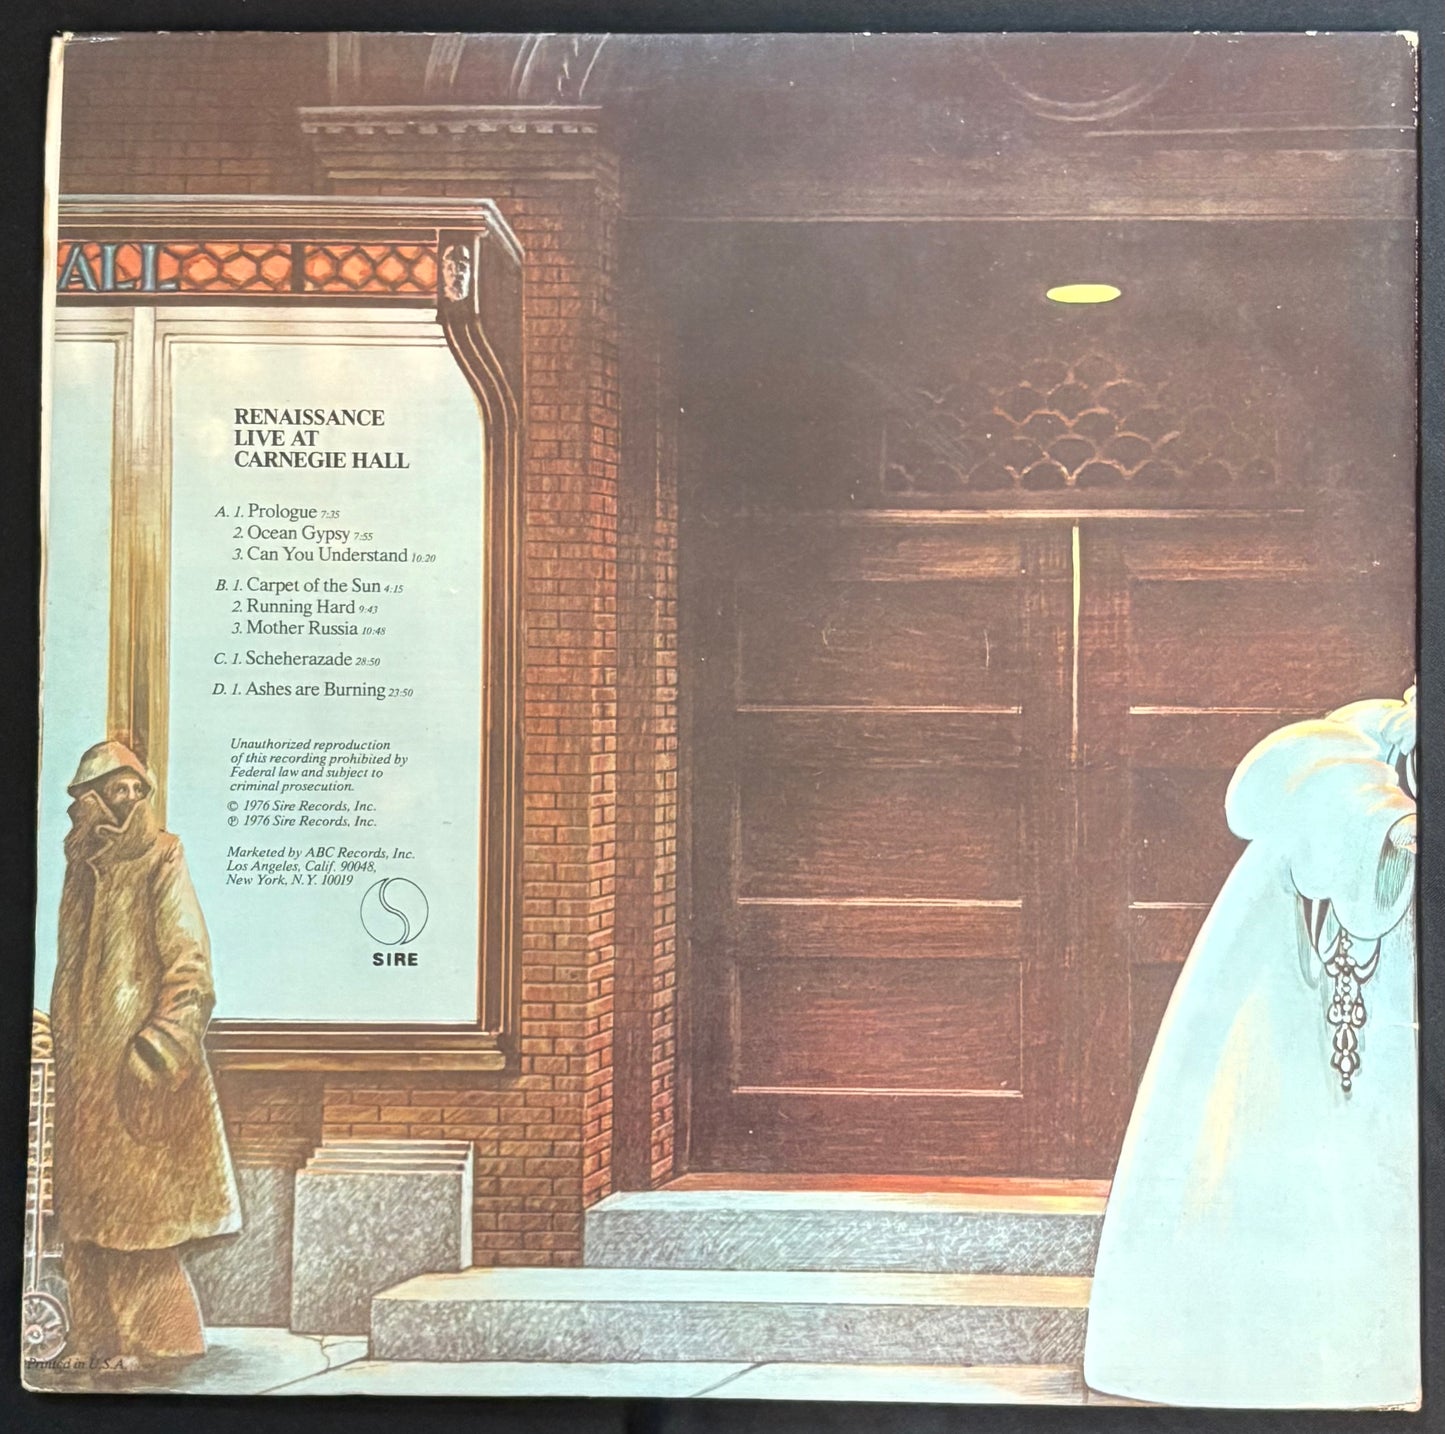 ALL
RENAISSANCE
LIVE AT
CARNEGIE HALL
A. 1. Prologue 7:35
2. Ocean Gypsy 7:55
3. Can You Understand 10:20
B. 1. Carpet of the Sun 4:15
2. Running Hard 9:43
3. Mother Russia 10:48
C. 1. Scheherazade 28:50
D. 1. Ashes are Burning 23:50
Unauthorized reproduction
of this recording prohibited by
Federal law and subject to
criminal prosecution.
© 1976 Sire Records, Inc.
℗ 1976 Sire Records, Inc.
Marketed by ABC Records, Inc.
Los Angeles, Calif. 90048,
New York, N.Y. 10019
SIRE
Printed in U.S.A.